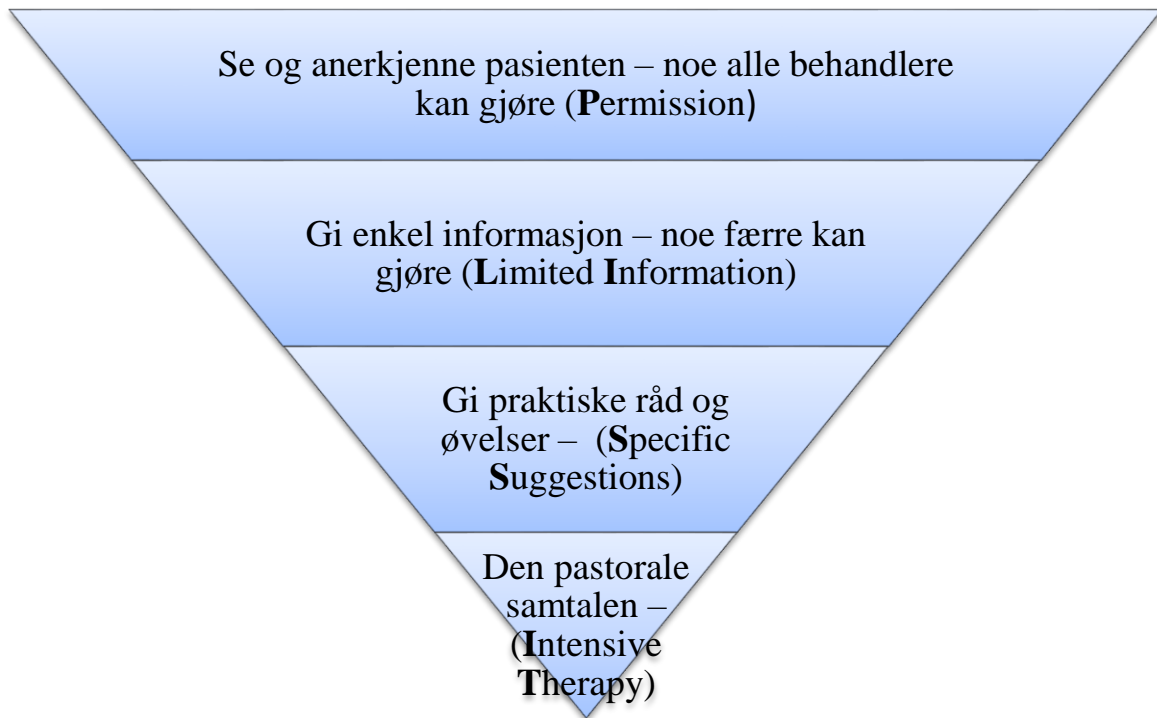 Se og anerkjenne pasienten – noe alle behandlere
kan gjøre (Permission)
Gi enkel informasjon – noe færre kan
gjøre (Limited Information)
Gi praktiske råd og
øvelser –  (Specific
Suggestions)
Den pastorale
samtalen –
(Intensive
Therapy)